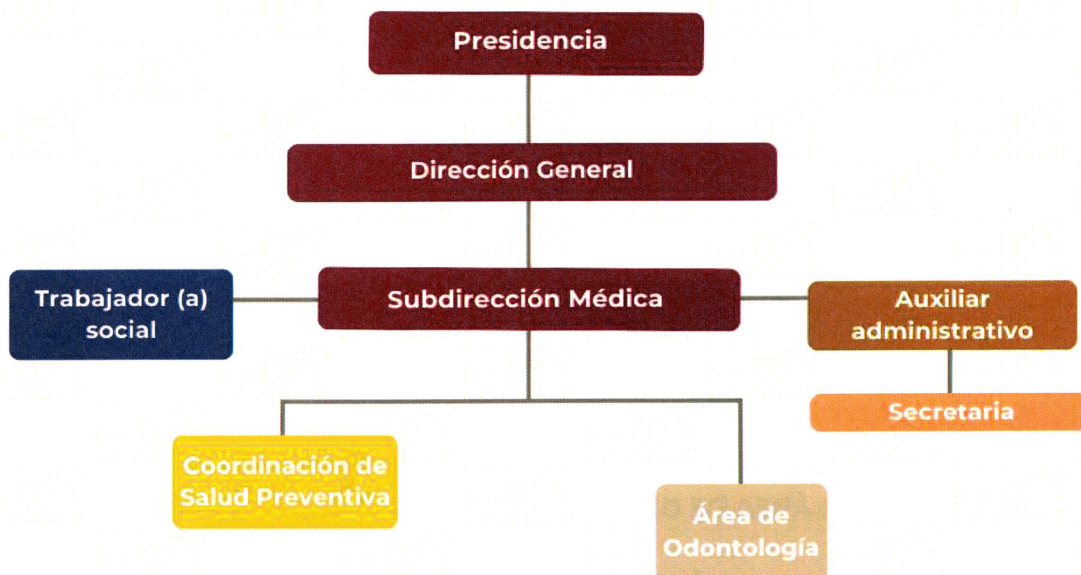 Presidencia
Dirección General
Trabajador (a)
social
Subdirección Médica
Auxiliar
administrativo
Secretaria
Coordinación de
Salud Preventiva
Área de
Odontología